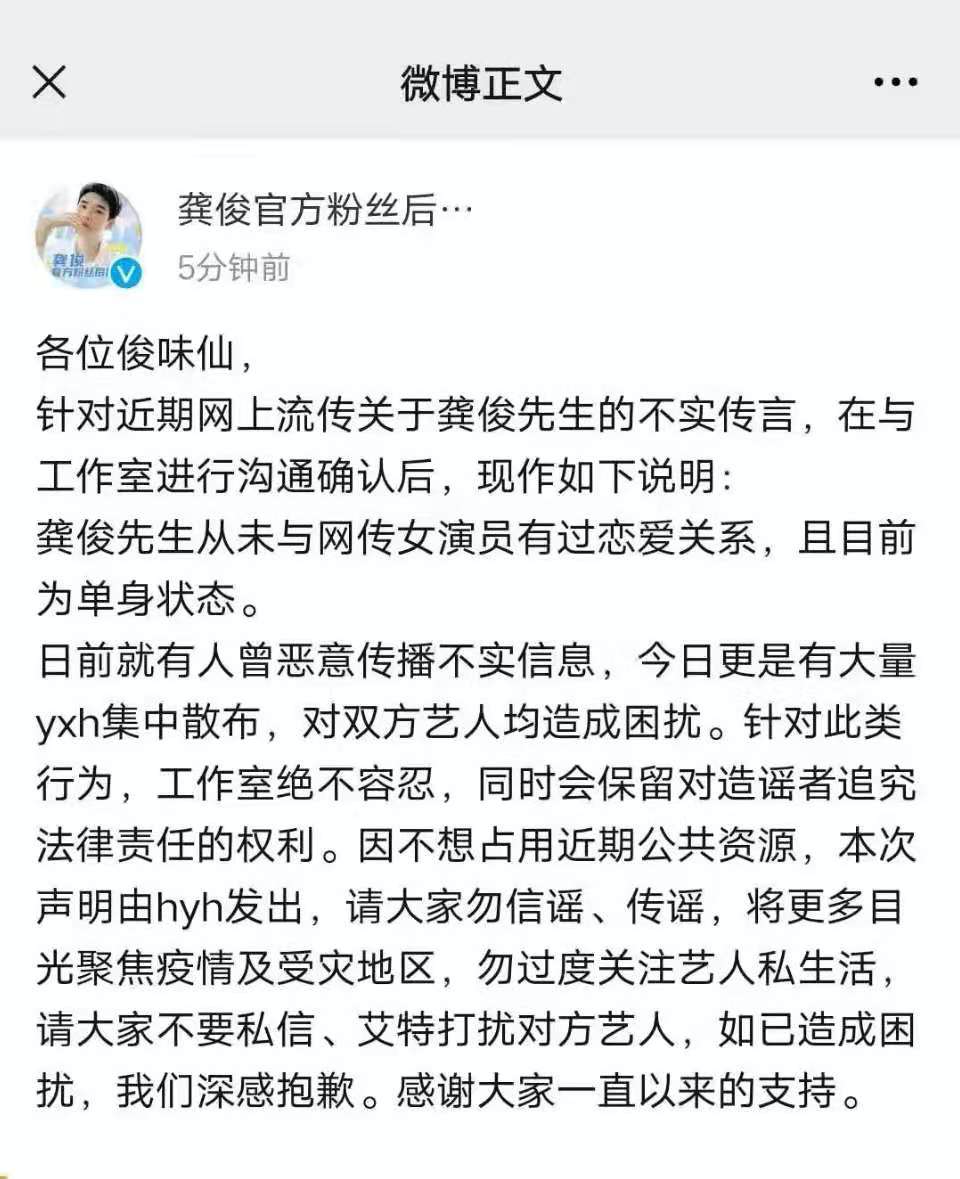 微博正文
龚俊官方粉丝后…
5分钟前
龚俊
V
各位俊味仙，
针对近期网上流传关于龚俊先生的不实传言，在与
工作室进行沟通确认后，现作如下说明：
龚俊先生从未与网传女演员有过恋爱关系，且目前
为单身状态。
日前就有人曾恶意传播不实信息，今日更是有大量
yxh集中散布，对双方艺人均造成困扰。针对此类
行为，工作室绝不容忍，同时会保留对造谣者追究
法律责任的权利。因不想占用近期公共资源，本次
声明由hyh发出，请大家勿信谣、传谣，将更多目
光聚焦疫情及受灾地区，勿过度关注艺人私生活，
请大家不要私信、艾特打扰对方艺人，如已造成困
扰，我们深感抱歉。感谢大家一直以来的支持。